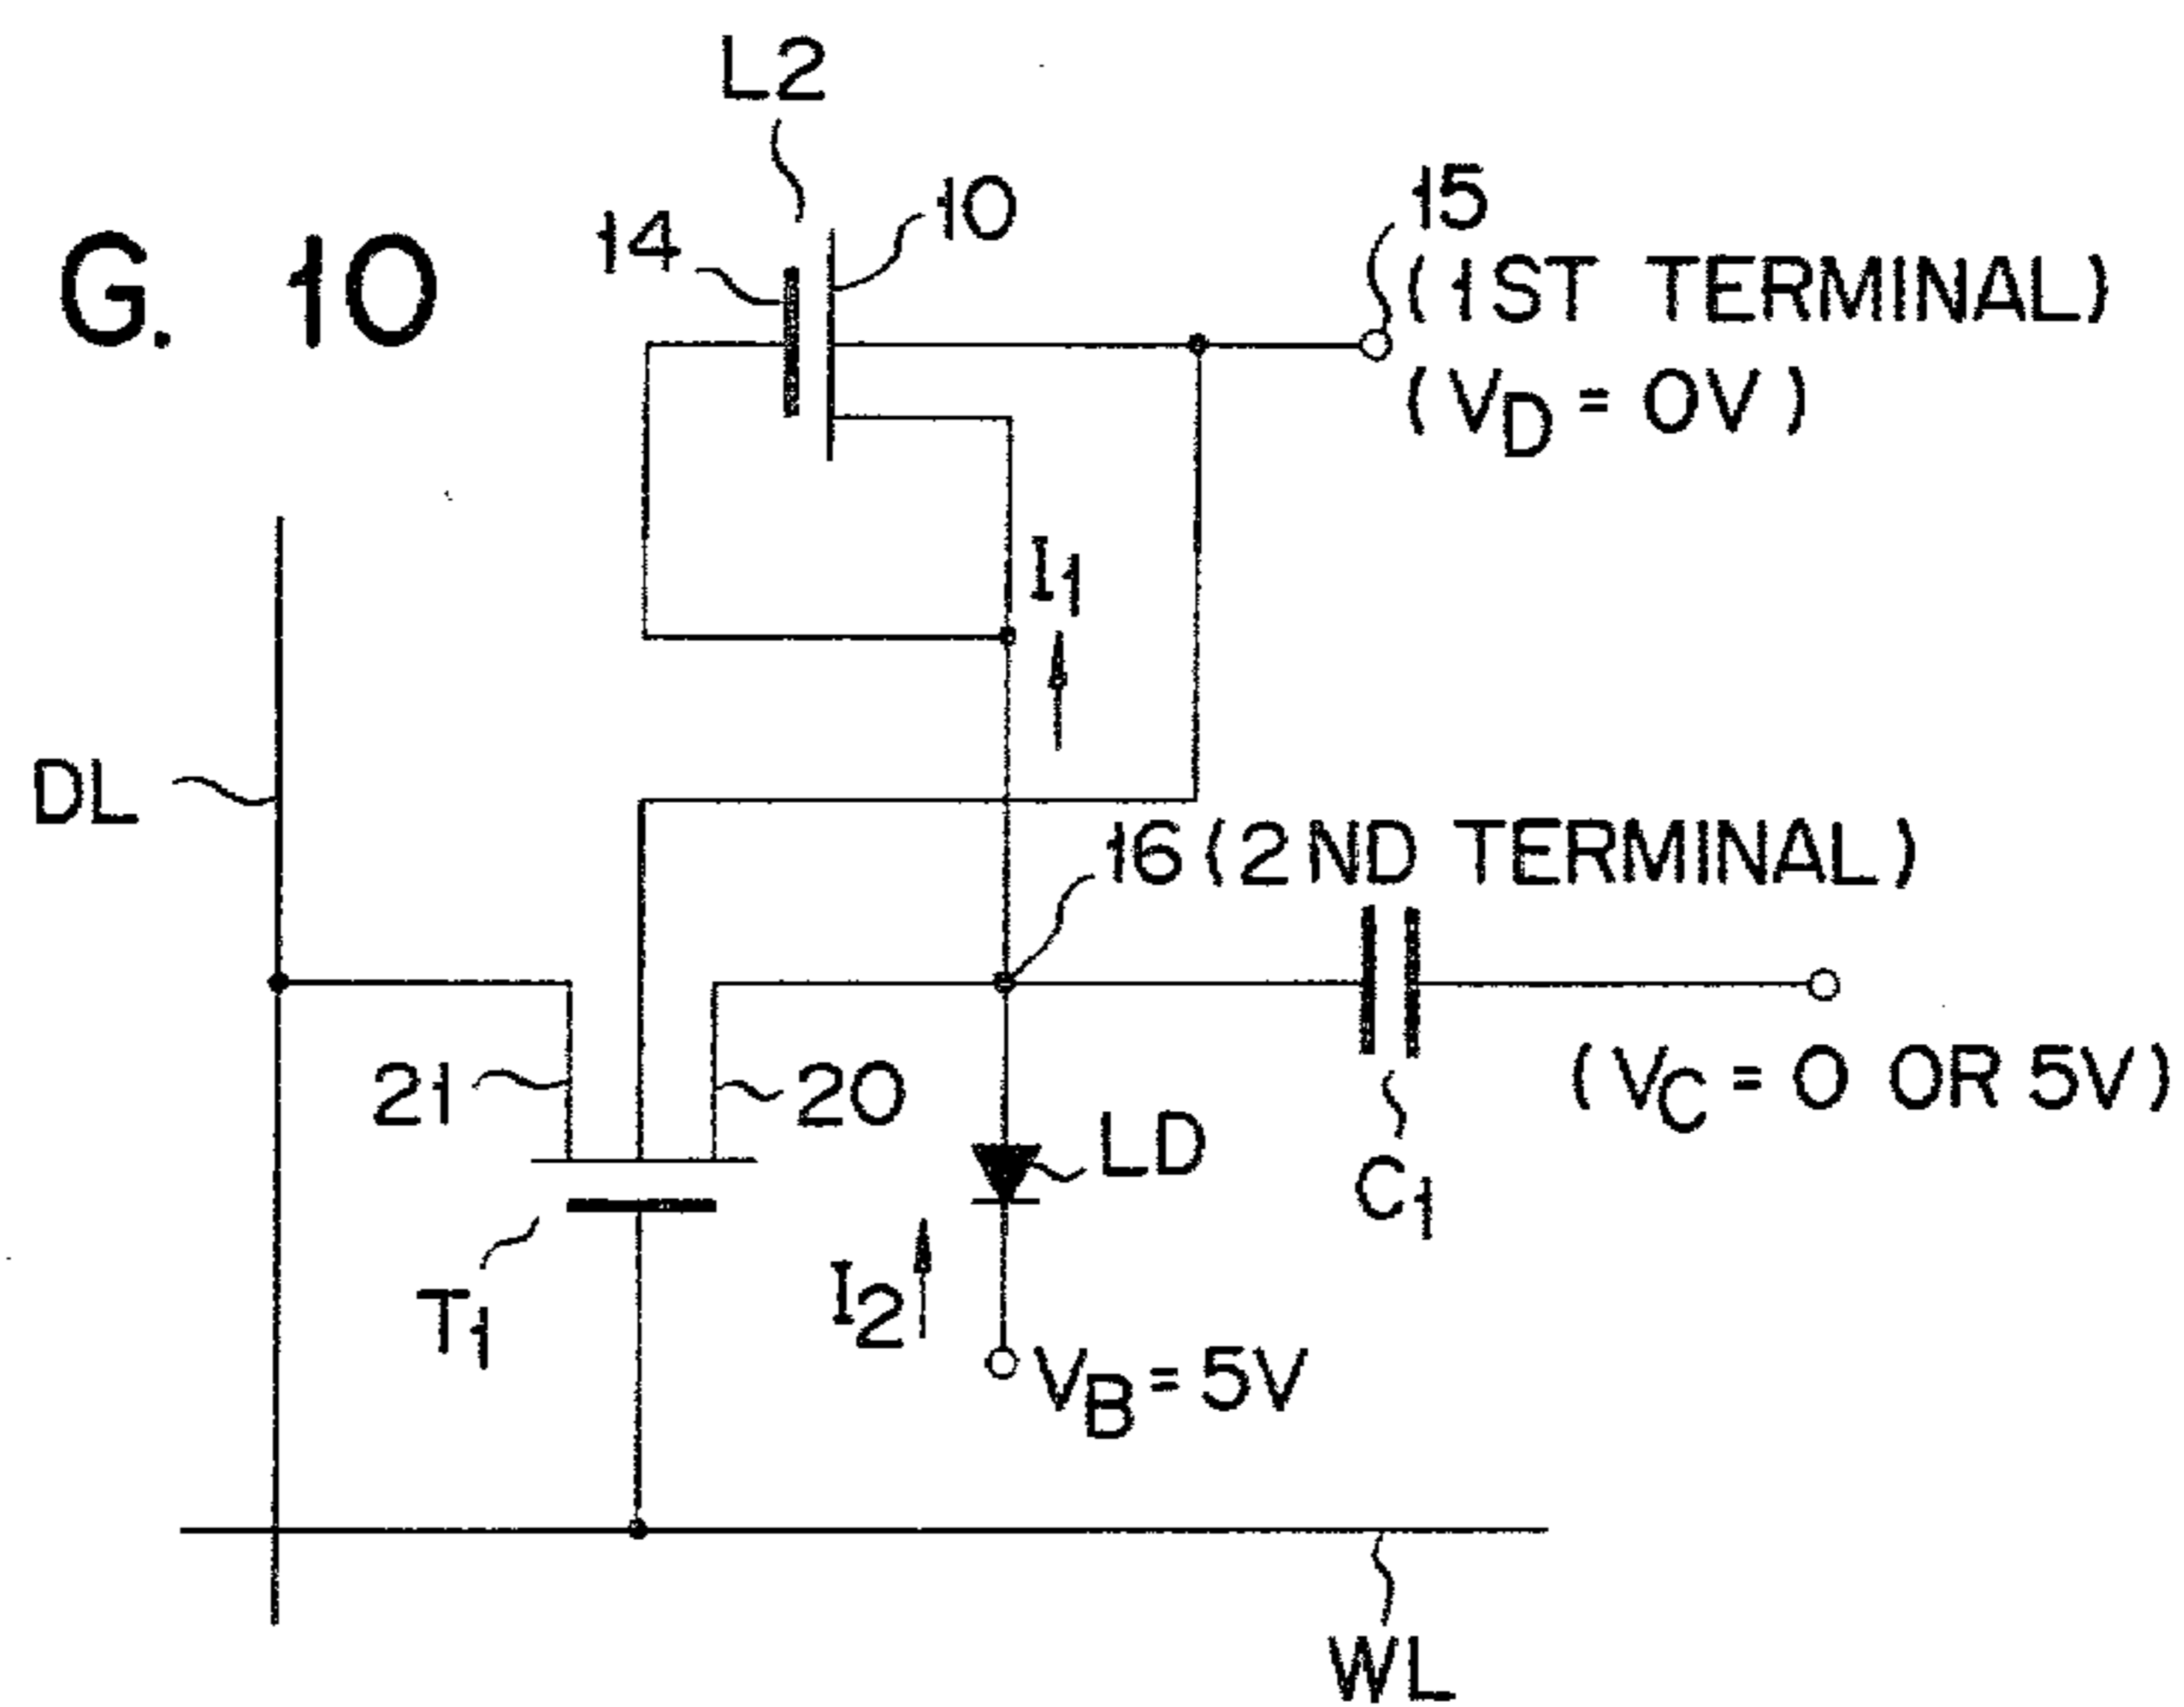 L2
G. 10
14
10
15
(1ST TERMINAL)
(VD = 0V)
I1
DL
16 (2ND TERMINAL)
21
20
(VC = 0 OR 5V)
LD
C1
T1
I2
VB = 5V
WL